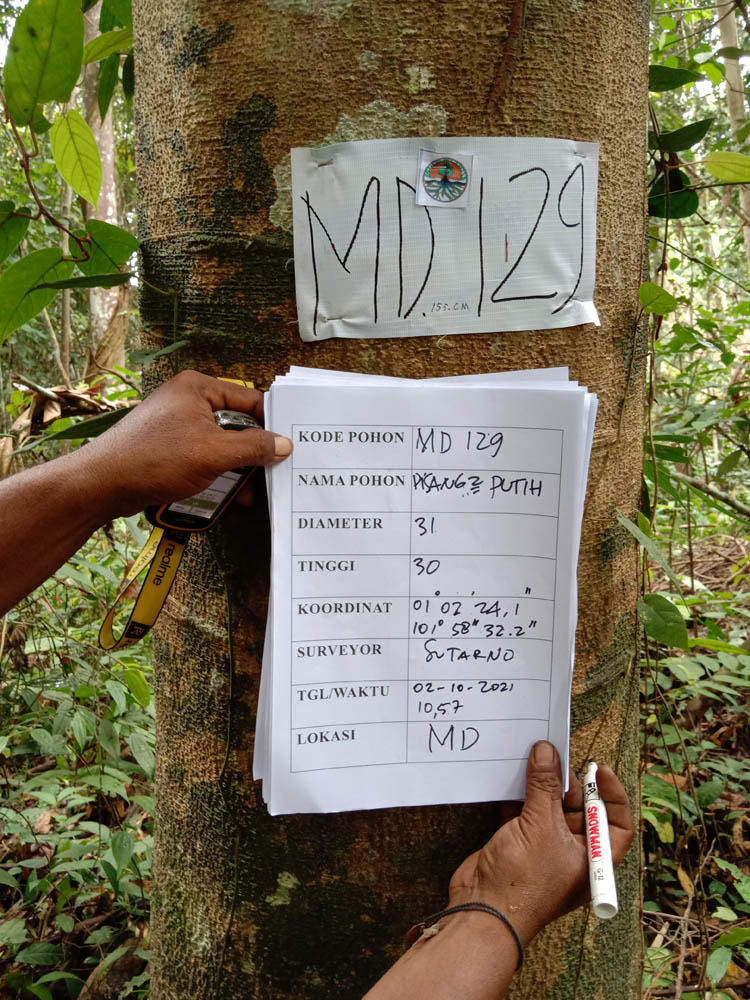 MD 129
155.CM
KODE POHON MD 129
NAMA POHON PUTIH
DIAMETER 31
TINGGI 30
KOORDINAT 01° 02' 24,1"
101° 58" 32.2"
SURVEYOR SUTARNO
TGL/WAKTU 02-10-2021
10,57
LOKASI MD
realme
SNOWMAN